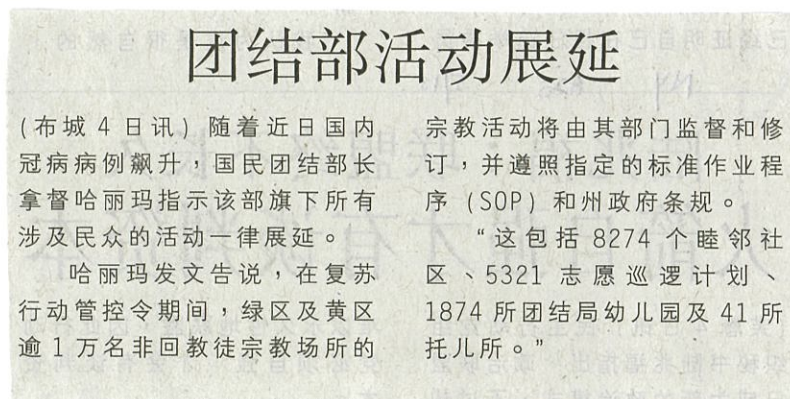 团结部活动展延
(布城4日讯) 随着近日国内
冠病病例飙升，国民团结部长
拿督哈丽玛指示该部旗下所有
涉及民众的活动一律展延。
哈丽玛发文告说，在复苏
行动管控令期间，绿区及黄区
逾1万名非回教徒宗教场所的
宗教活动将由其部门监督和修
订，并遵照指定的标准作业程
序 (SOP) 和州政府条规。
“这包括 8274 个睦邻社
区、5321 志愿巡逻计划、
1874 所团结局幼儿园及 41 所
托儿所。”